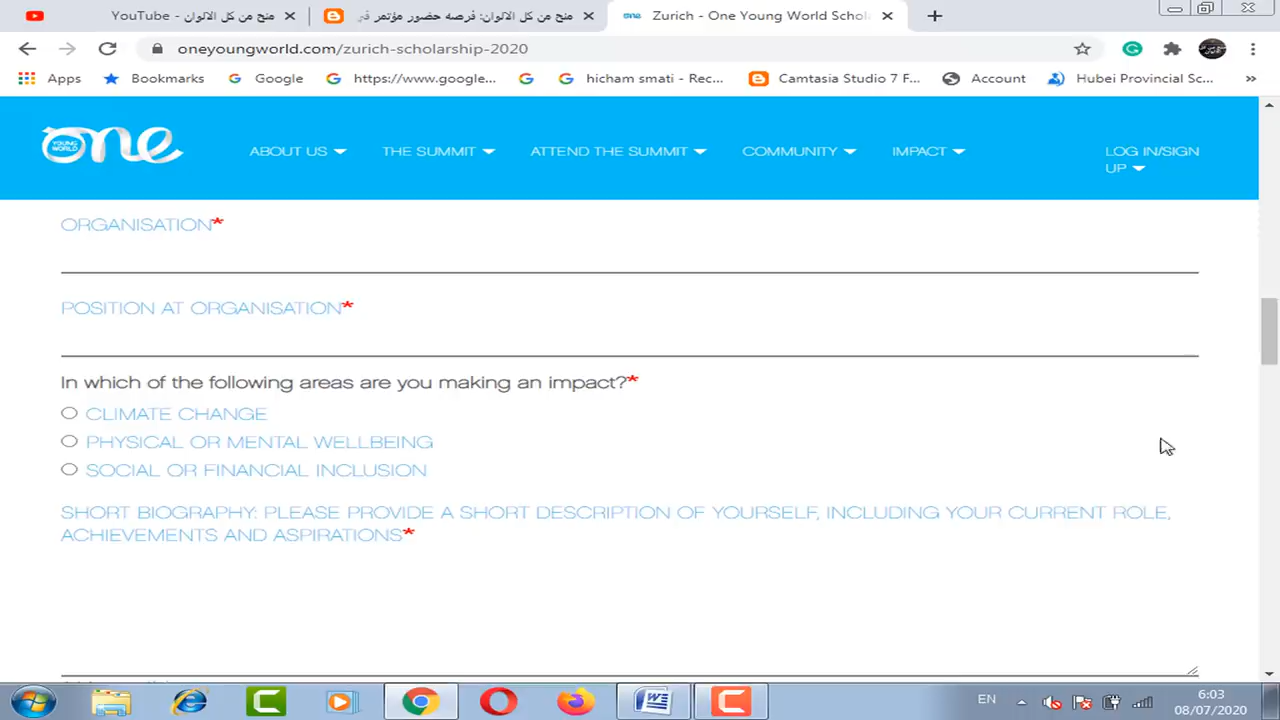 منح من كل الالوان - YouTube
منح من كل الالوان: فرصه حضور مؤتمر في
Zurich - One Young World Schol
oneyoungworld.com/zurich-scholarship-2020
Apps
Bookmarks
Google
https://www.google...
hicham smati - Rec...
Camtasia Studio 7 F...
Account
Hubei Provincial Sc...
»
one
YOUNG WORLD
ABOUT US
THE SUMMIT
ATTEND THE SUMMIT
COMMUNITY
IMPACT
LOG IN/SIGN
UP
ORGANISATION*
POSITION AT ORGANISATION*
In which of the following areas are you making an impact?*
CLIMATE CHANGE
PHYSICAL OR MENTAL WELLBEING
SOCIAL OR FINANCIAL INCLUSION
SHORT BIOGRAPHY: PLEASE PROVIDE A SHORT DESCRIPTION OF YOURSELF, INCLUDING YOUR CURRENT ROLE,
ACHIEVEMENTS AND ASPIRATIONS*
EN
6:03
08/07/2020